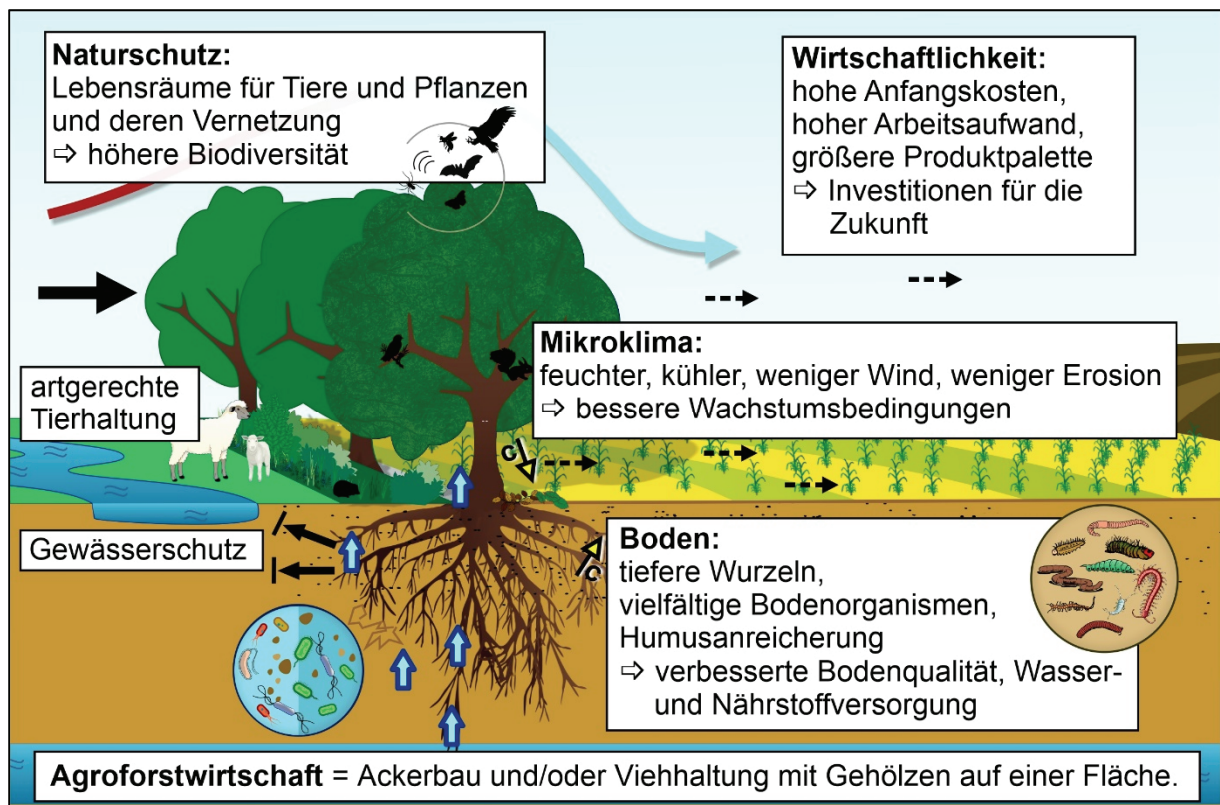 Naturschutz:
Lebensräume für Tiere und Pflanzen
und deren Vernetzung
⇨ höhere Biodiversität
Wirtschaftlichkeit:
hohe Anfangskosten,
hoher Arbeitsaufwand,
größere Produktpalette
⇨ Investitionen für die
Zukunft
Mikroklima:
feuchter, kühler, weniger Wind, weniger Erosion
⇨ bessere Wachstumsbedingungen
artgerechte
Tierhaltung
C
Gewässerschutz
C
Boden:
tiefere Wurzeln,
vielfältige Bodenorganismen,
Humusanreicherung
⇨ verbesserte Bodenqualität, Wasser-
und Nährstoffversorgung
Agroforstwirtschaft = Ackerbau und/oder Viehhaltung mit Gehölzen auf einer Fläche.